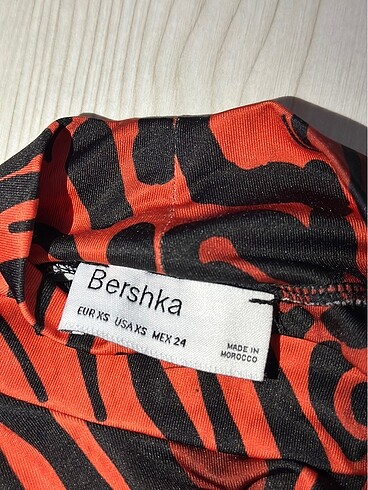 Bershka
EUR XS USA XS MEX 24
MADE IN
MOROCCO